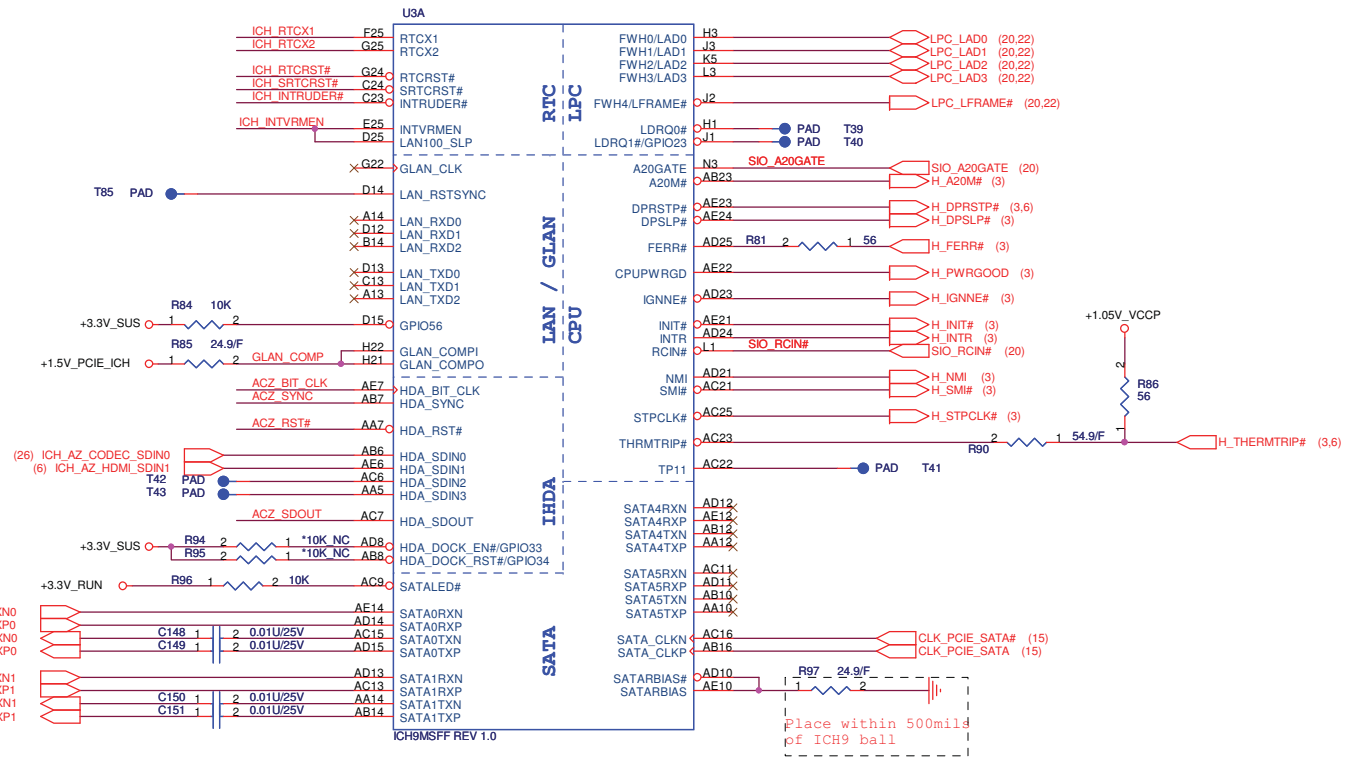 U3A
ICH_RTCX1 F25 RTCX1 FWH0/LAD0 H3 LPC_LAD0 (20,22)
ICH_RTCX2 G25 RTCX2 FWH1/LAD1 J3 LPC_LAD1 (20,22)
FWH2/LAD2 K5 LPC_LAD2 (20,22)
ICH_RTCRST# G24 RTCRST# FWH3/LAD3 L3 LPC_LAD3 (20,22)
ICH_SRTCRST# C24 SRTCRST#
ICH_INTRUDER# C23 INTRUDER# RTC LPC FWH4/LFRAME# J2 LPC_LFRAME# (20,22)
ICH_INTVRMEN E25 INTVRMEN LDRQ0# H1 PAD T39
D25 LAN100_SLP LDRQ1#/GPIO23 J1 PAD T40
G22 GLAN_CLK A20GATE N3 SIO_A20GATE SIO_A20GATE (20)
A20M# AB23 H_A20M# (3)
T85 PAD D14 LAN_RSTSYNC
DPRSTP# AE23 H_DPRSTP# (3,6)
A14 LAN_RXD0 DPSLP# AE24 H_DPSLP# (3)
D12 LAN_RXD1
B14 LAN_RXD2 FERR# AD25 R81 2 1 56 H_FERR# (3)
D13 LAN_TXD0 CPUPWRGD AE22 H_PWRGOOD (3)
C13 LAN_TXD1
A13 LAN_TXD2 LAN / GLAN CPU IGNNE# AD23 H_IGNNE# (3)
R84 10K
+3.3V_SUS 1 2 D15 GPIO56 INIT# AE21 H_INIT# (3) +1.05V_VCCP
INTR AD24 H_INTR (3)
R85 24.9/F H22 GLAN_COMPI RCIN# L1 SIO_RCIN# SIO_RCIN# (20)
+1.5V_PCIE_ICH 1 2 GLAN_COMP H21 GLAN_COMPO
NMI AD21 H_NMI (3) 2
ACZ_BIT_CLK AE7 HDA_BIT_CLK SMI# AC21 H_SMI# (3) R86
ACZ_SYNC AB7 HDA_SYNC 56
STPCLK# AC25 H_STPCLK# (3)
ACZ_RST# AA7 HDA_RST# 1
THRMTRIP# AC23 2 R90 1 54.9/F H_THERMTRIP# (3,6)
(26) ICH_AZ_CODEC_SDIN0 AB6 HDA_SDIN0
(6) ICH_AZ_HDMI_SDIN1 AE6 HDA_SDIN1 TP11 AC22 PAD T41
T42 PAD AC6 HDA_SDIN2
T43 PAD AA5 HDA_SDIN3
IHDA
ACZ_SDOUT AC7 HDA_SDOUT SATA4RXN AD12
SATA4RXP AE12
SATA4TXN AB12
+3.3V_SUS R94 2 1 *10K_NC AD8 HDA_DOCK_EN#/GPIO33 SATA4TXP AA12
R95 2 1 *10K_NC AB8 HDA_DOCK_RST#/GPIO34
SATA5RXN AC11
+3.3V_RUN R96 1 2 10K AC9 SATALED# SATA5RXP AD11
SATA5TXN AB10
XN0 AE14 SATA0RXN SATA5TXP AA10
XP0 AD14 SATA0RXP
XN0 C148 1 2 0.01U/25V AC15 SATA0TXN SATA_CLKN AC16 CLK_PCIE_SATA# (15)
XP0 C149 1 2 0.01U/25V AD15 SATA0TXP SATA SATA_CLKP AB16 CLK_PCIE_SATA (15)
XN1 AD13 SATA1RXN SATARBIAS# AD10 R97 24.9/F
XP1 AC13 SATA1RXP SATARBIAS AE10 1 2
XN1 C150 1 2 0.01U/25V AA14 SATA1TXN
XP1 C151 1 2 0.01U/25V AB14 SATA1TXP
Place within 500mils
of ICH9 ball
ICH9MSFF REV 1.0